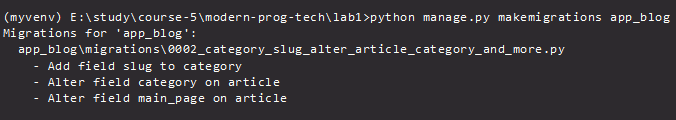 (myvenv) E:\study\course-5\modern-prog-tech\lab1>python manage.py makemigrations app_blog
Migrations for 'app_blog':
  app_blog\migrations\0002_category_slug_alter_article_category_and_more.py
    - Add field slug to category
    - Alter field category on article
    - Alter field main_page on article